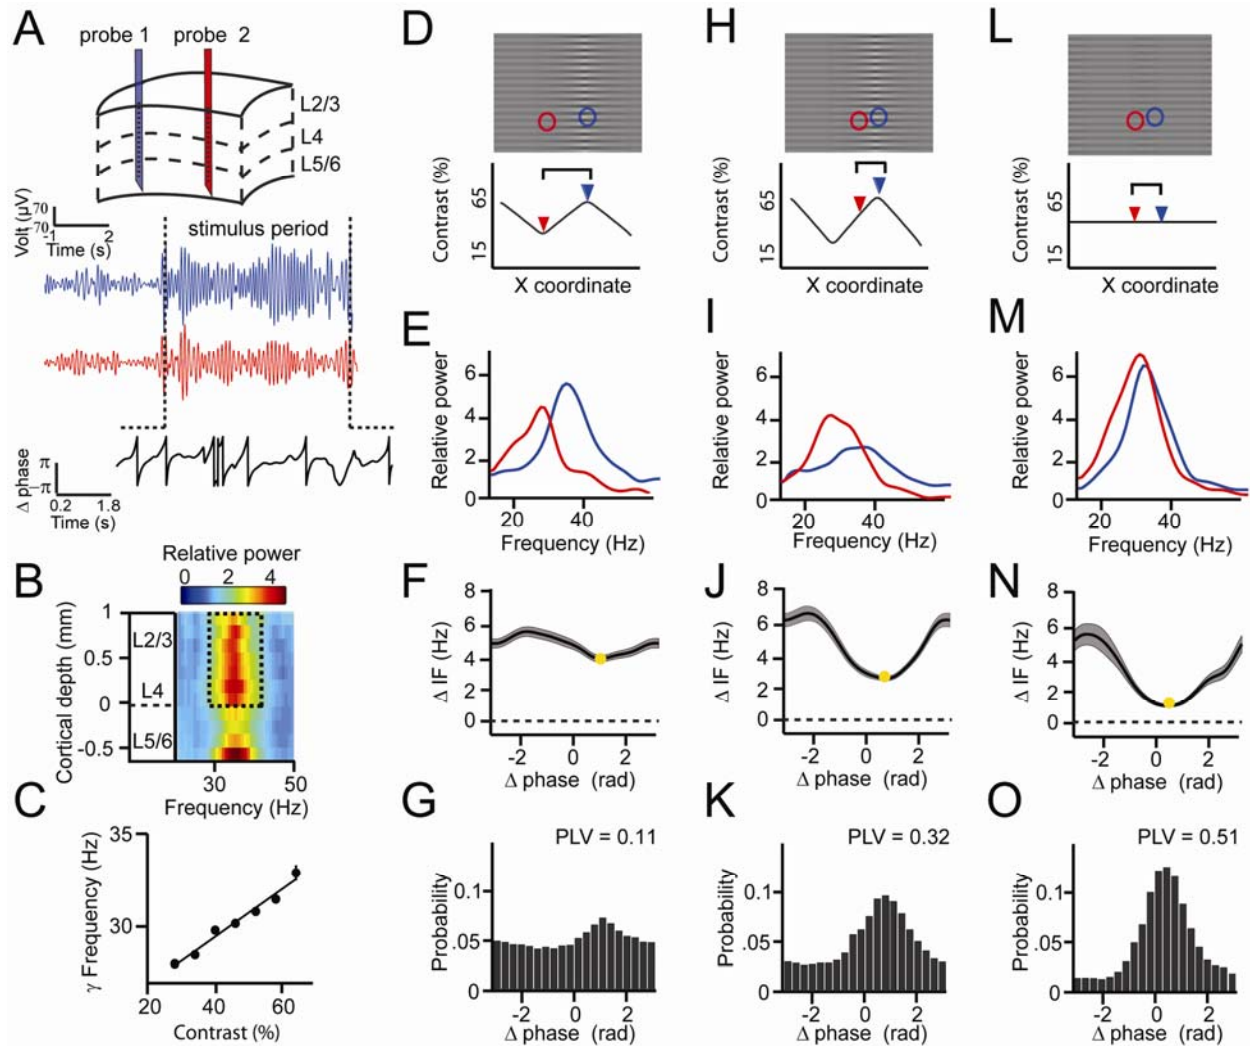 A
probe 1
probe 2
L2/3
L4
L5/6
Volt (µV)
70
-70
-1
2
Time (s)
stimulus period
Δ phase
π
–π
0.2
1.8
Time (s)
B
Relative power
0 2 4
Cortical depth (mm)
1
0.5
0
-0.5
L2/3
L4
L5/6
30 50
Frequency (Hz)
C
γ Frequency (Hz)
35
30
20 40 60
Contrast (%)
D
Contrast (%)
65
15
X coordinate
E
Relative power
6
4
2
0
20 40
Frequency (Hz)
F
Δ IF (Hz)
8
6
4
2
0
-2 0 2
Δ phase (rad)
G
PLV = 0.11
Probability
0.1
.05
0
-2 0 2
Δ phase (rad)
H
Contrast (%)
65
15
X coordinate
I
Relative power
6
4
2
0
20 40
Frequency (Hz)
J
Δ IF (Hz)
8
6
4
2
0
-2 0 2
Δ phase (rad)
K
PLV = 0.32
Probability
0.1
.05
0
-2 0 2
Δ phase (rad)
L
Contrast (%)
65
15
X coordinate
M
Relative power
6
4
2
0
20 40
Frequency (Hz)
N
Δ IF (Hz)
8
6
4
2
0
-2 0 2
Δ phase (rad)
O
PLV = 0.51
Probability
0.1
.05
0
-2 0 2
Δ phase (rad)